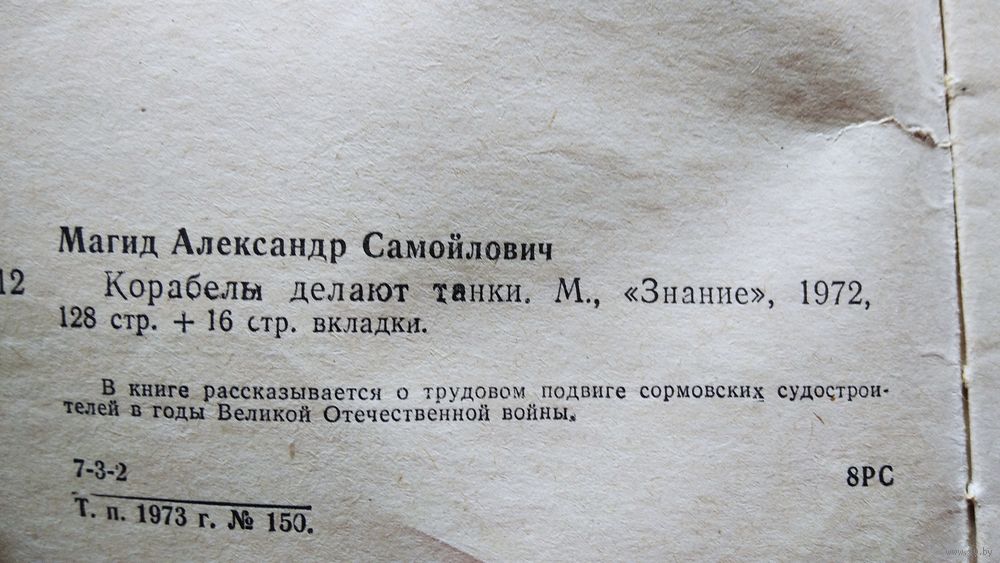 Магид Александр Самойлович
12 Корабелы делают танки. М., «Знание», 1972,
128 стр. + 16 стр. вкладки.
В книге рассказывается о трудовом подвиге сормовских судострои-
телей в годы Великой Отечественной войны.
7-3-2
8РС
Т. п. 1973 г. № 150.